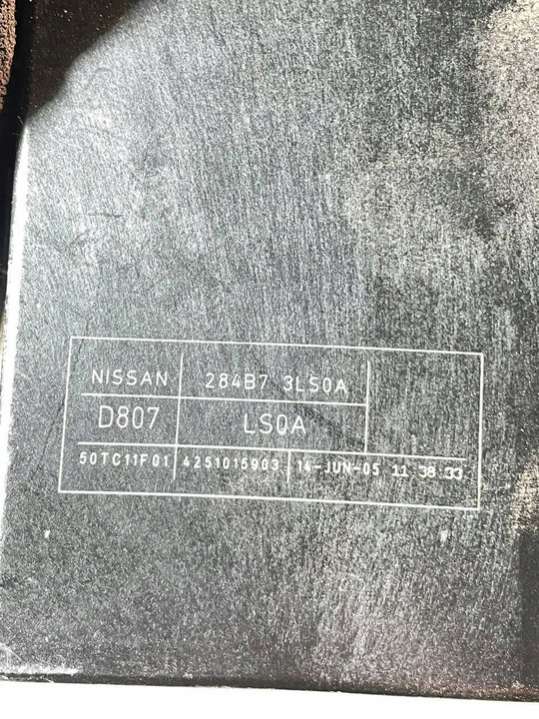 NISSAN 284B7 3LS0A
D807 LS0A
50TC11F01 4251015903 14-JUN-05 11 38 33